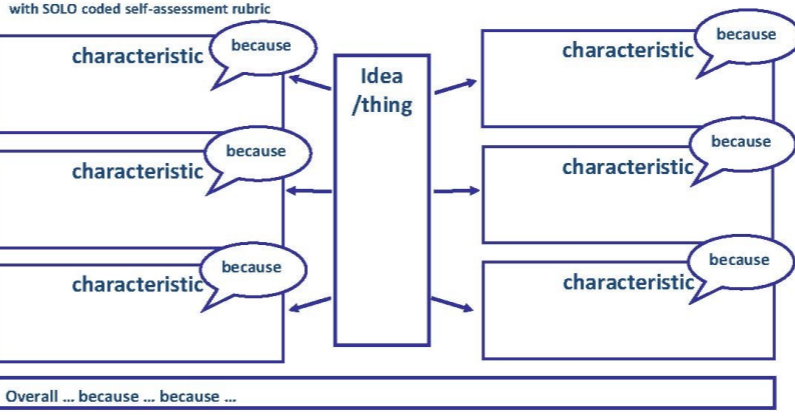 with SOLO coded self-assessment rubric
because
characteristic
because
characteristic
because
characteristic
Idea
/thing
because
characteristic
because
characteristic
because
characteristic
Overall ... because ... because ...